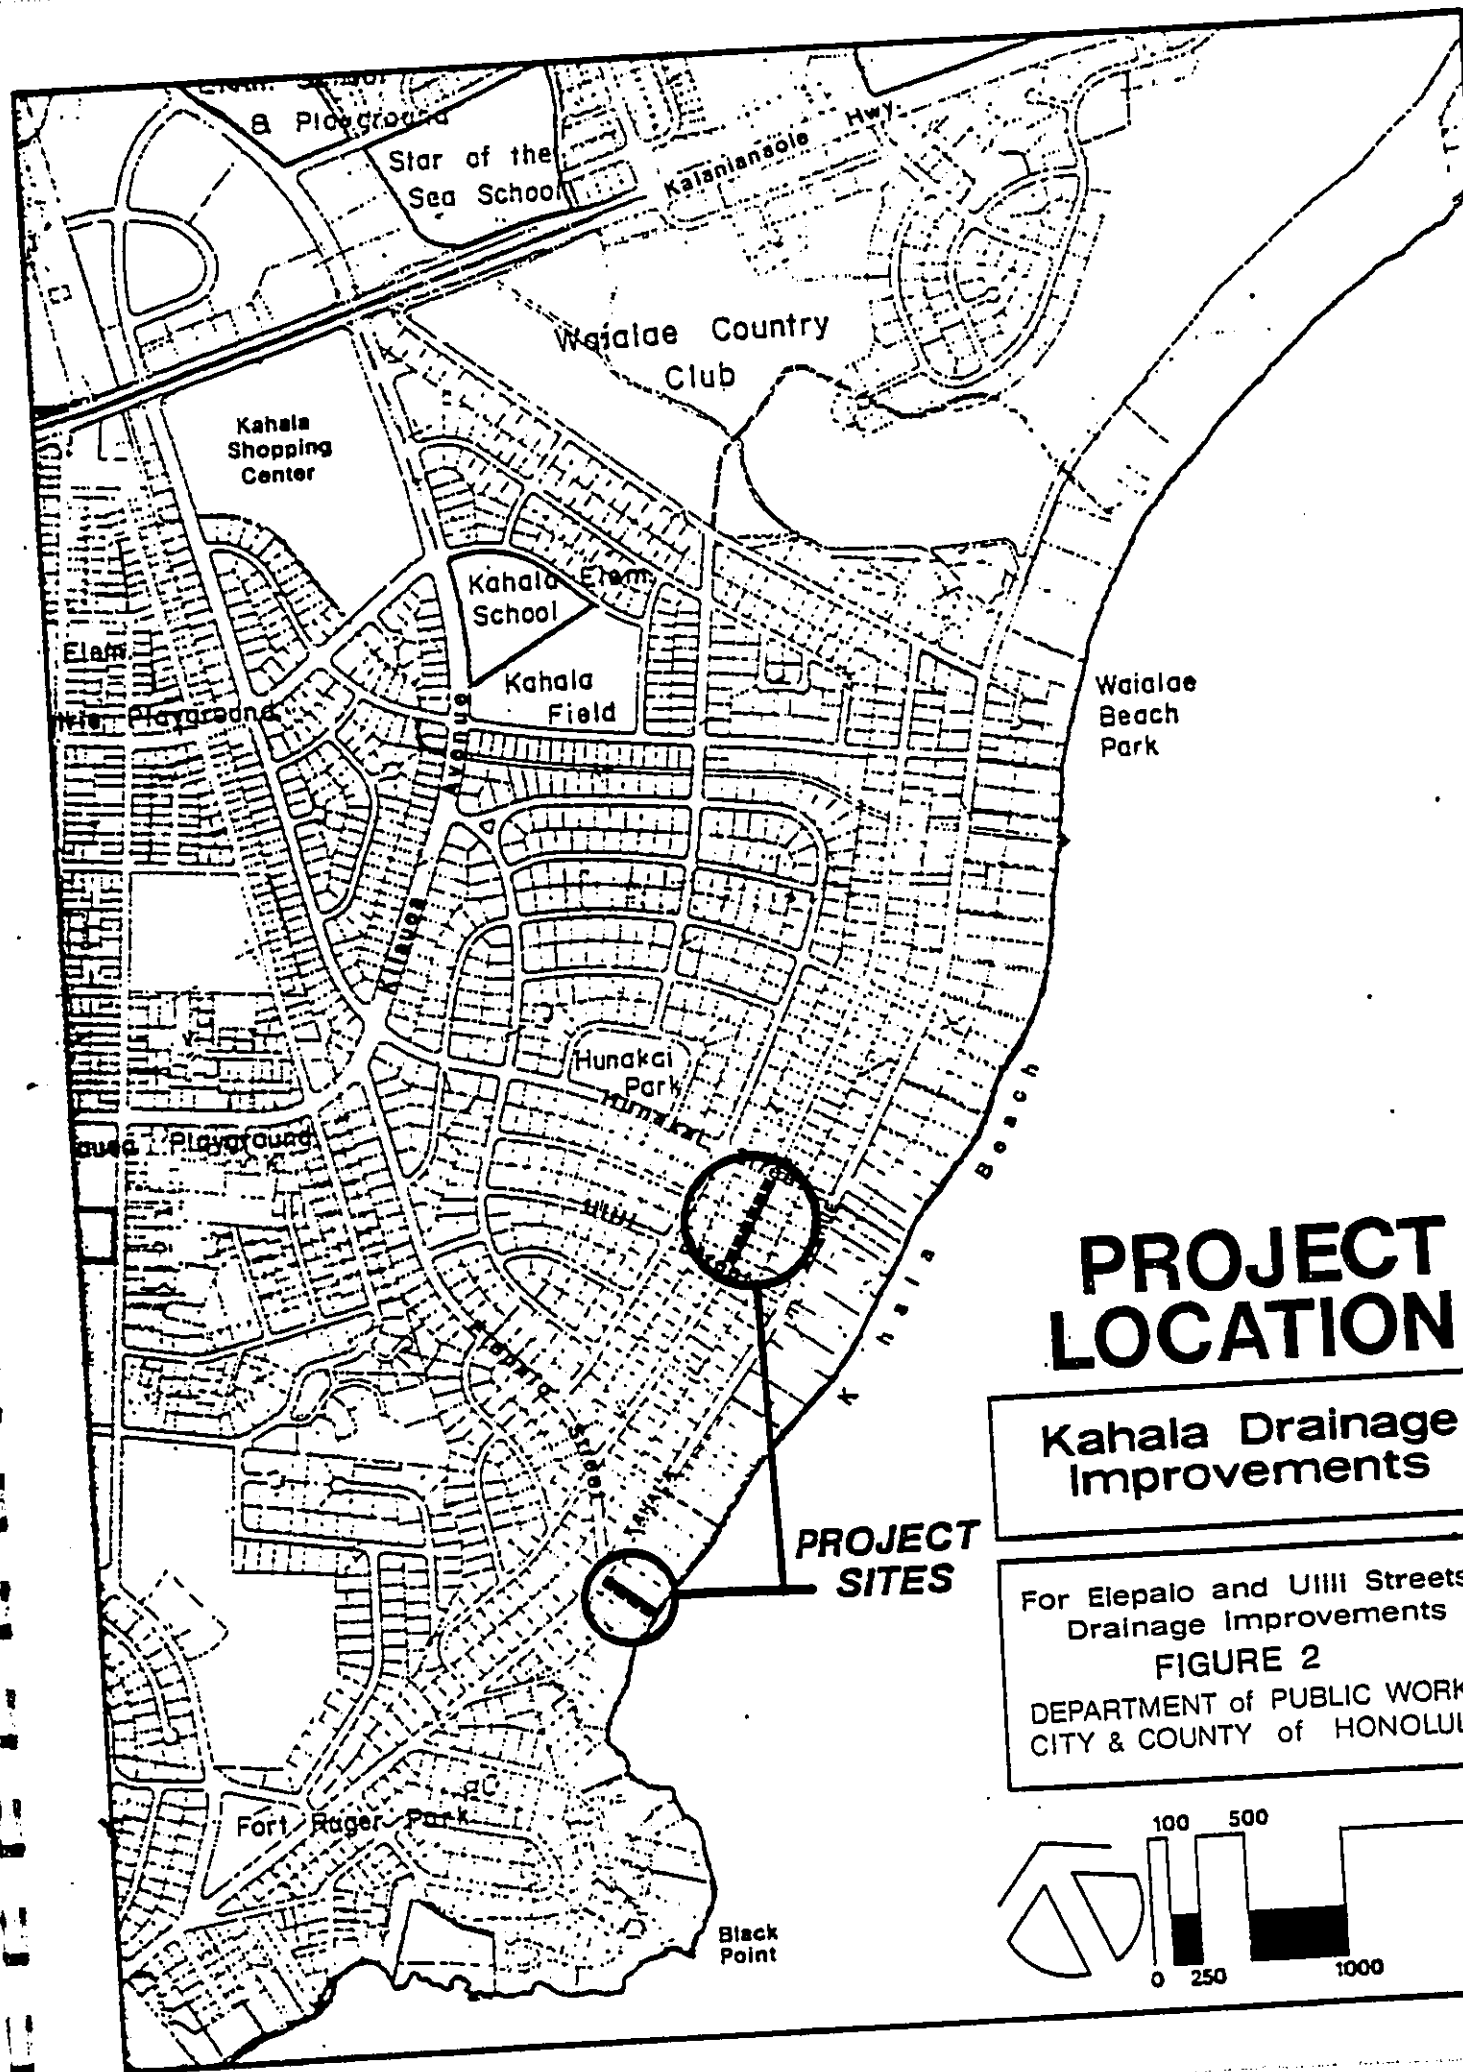 & Playground
Star of the
Sea School
Kalanianaole Hwy.
Waialae Country
Club
Kahala
Shopping
Center
Kahala Elem.
School
Kahala
Field
Elem.
Playground
Waialae
Beach
Park
Kilauea Avenue
Hunakai
Park
Hunakai
Playground
Ulili
Kahala Beach
Street
KAHALA
PROJECT
LOCATION
Kahala Drainage
Improvements
PROJECT
SITES
For Elepaio and Ulili Streets
Drainage Improvements
FIGURE 2
DEPARTMENT of PUBLIC WORK
CITY & COUNTY of HONOLUL
Fort Ruger Park
Black
Point
100 500
0 250 1000